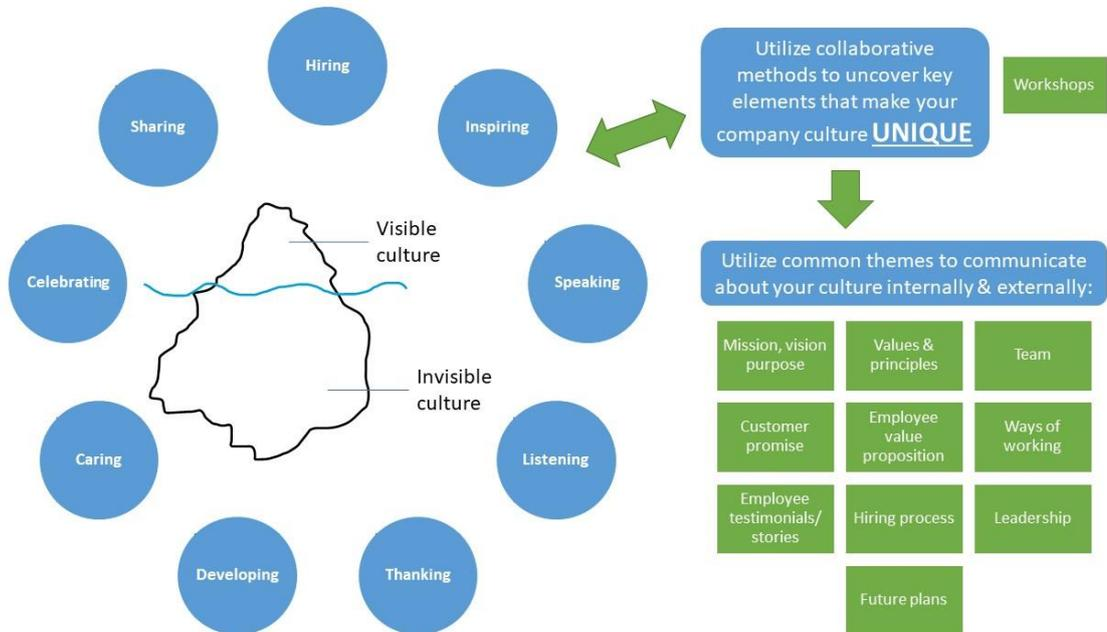 Hiring
Sharing
Inspiring
Celebrating
Speaking
Visible
culture
Invisible
culture
Caring
Listening
Developing
Thanking
Utilize collaborative
methods to uncover key
elements that make your
company culture UNIQUE
Workshops
Utilize common themes to communicate
about your culture internally & externally:
Mission, vision
purpose
Values &
principles
Team
Customer
promise
Employee
value
proposition
Ways of
working
Employee
testimonials/
stories
Hiring process
Leadership
Future plans